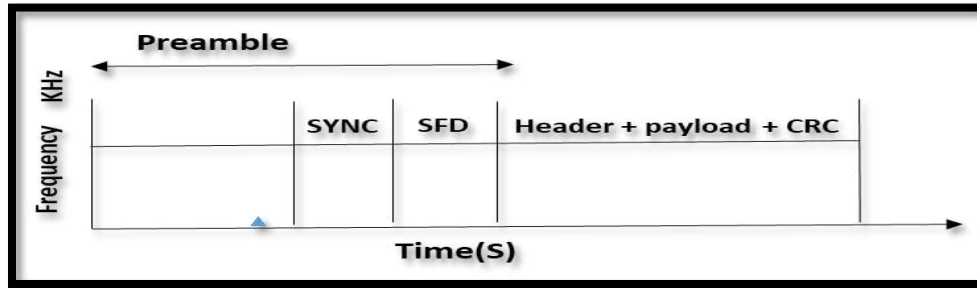 Preamble
Frequency KHz
SYNC
SFD
Header + payload + CRC
Time(S)